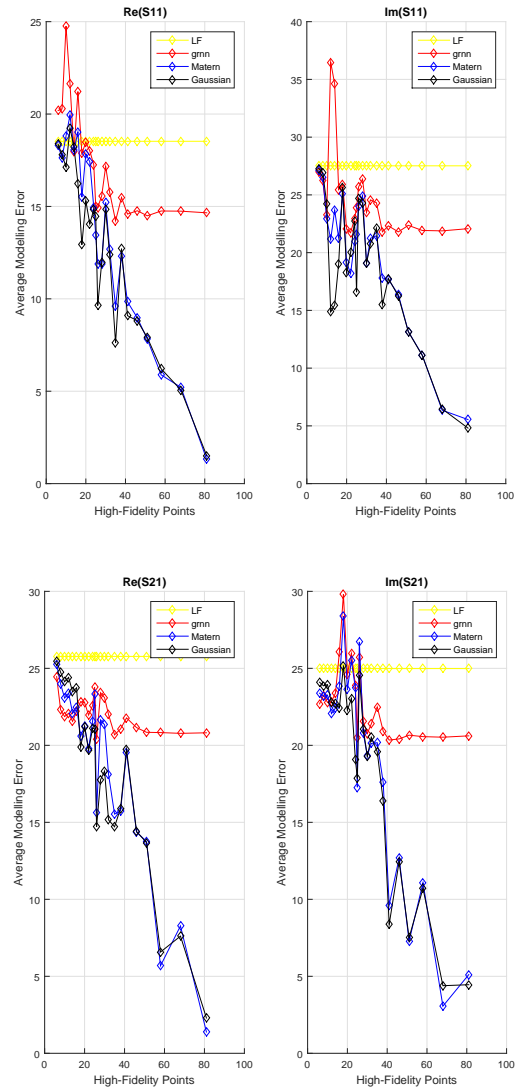 Re(S11)
Average Modelling Error
25
20
15
10
5
0
0 20 40 60 80 100
High-Fidelity Points
LF
grnn
Matern
Gaussian
Im(S11)
Average Modelling Error
40
35
30
25
20
15
10
5
0
0 20 40 60 80 100
High-Fidelity Points
LF
grnn
Matern
Gaussian
Re(S21)
Average Modelling Error
30
25
20
15
10
5
0
0 20 40 60 80 100
High-Fidelity Points
LF
grnn
Matern
Gaussian
Im(S21)
Average Modelling Error
30
25
20
15
10
5
0
0 20 40 60 80 100
High-Fidelity Points
LF
grnn
Matern
Gaussian